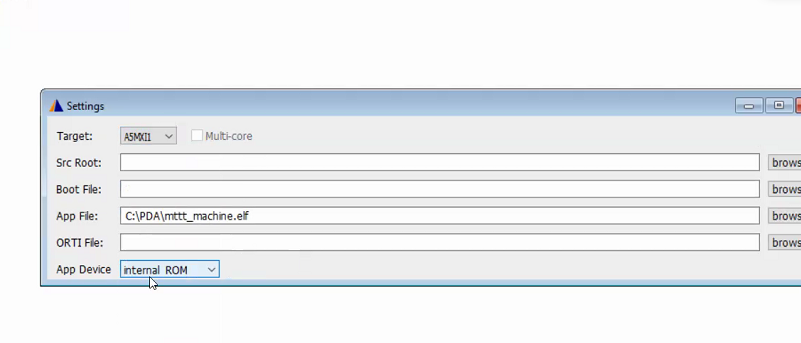 Settings
Target: A5MXI1 Multi-core
Src Root: brows
Boot File: brows
App File: C:\PDA\mttt_machine.elf brows
ORTI File: brows
App Device internal ROM